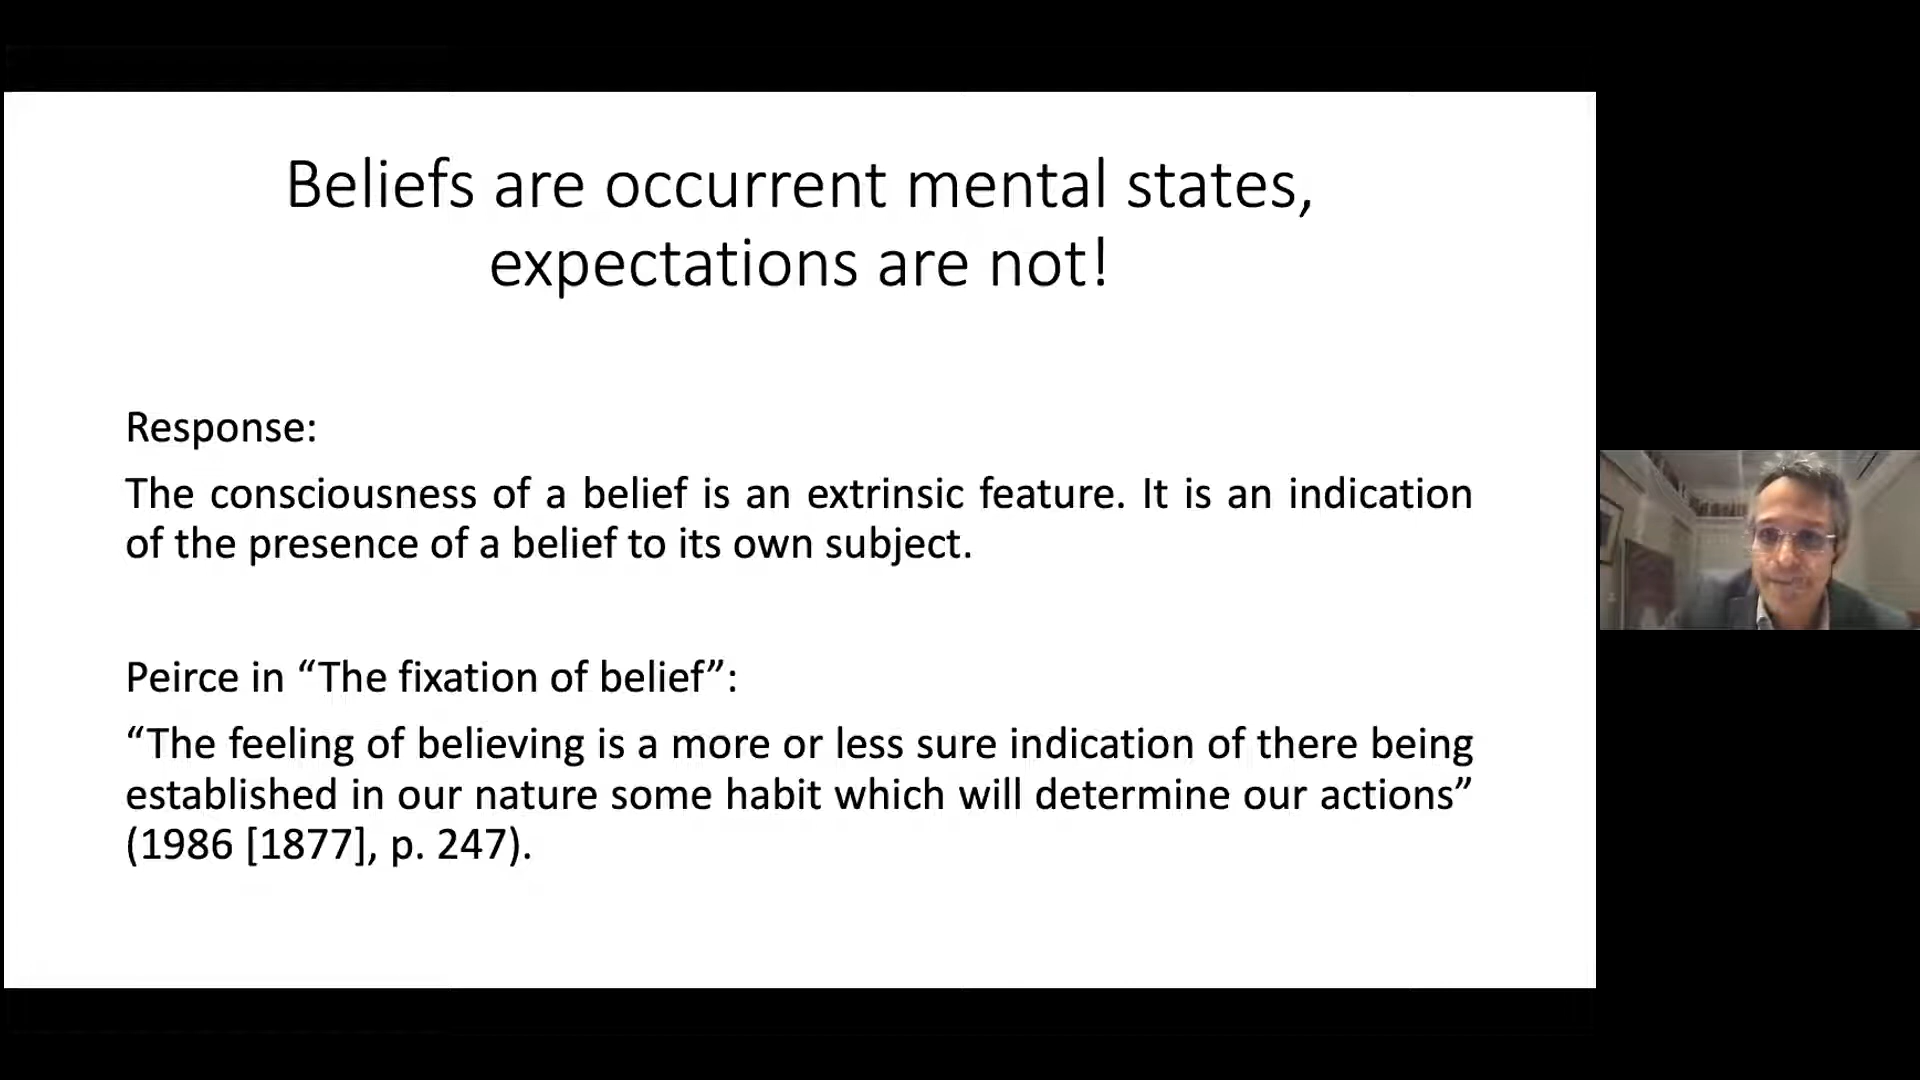 Beliefs are occurrent mental states,
expectations are not!
Response:
The consciousness of a belief is an extrinsic feature. It is an indication
of the presence of a belief to its own subject.
Peirce in “The fixation of belief”:
“The feeling of believing is a more or less sure indication of there being
established in our nature some habit which will determine our actions”
(1986 [1877], p. 247).